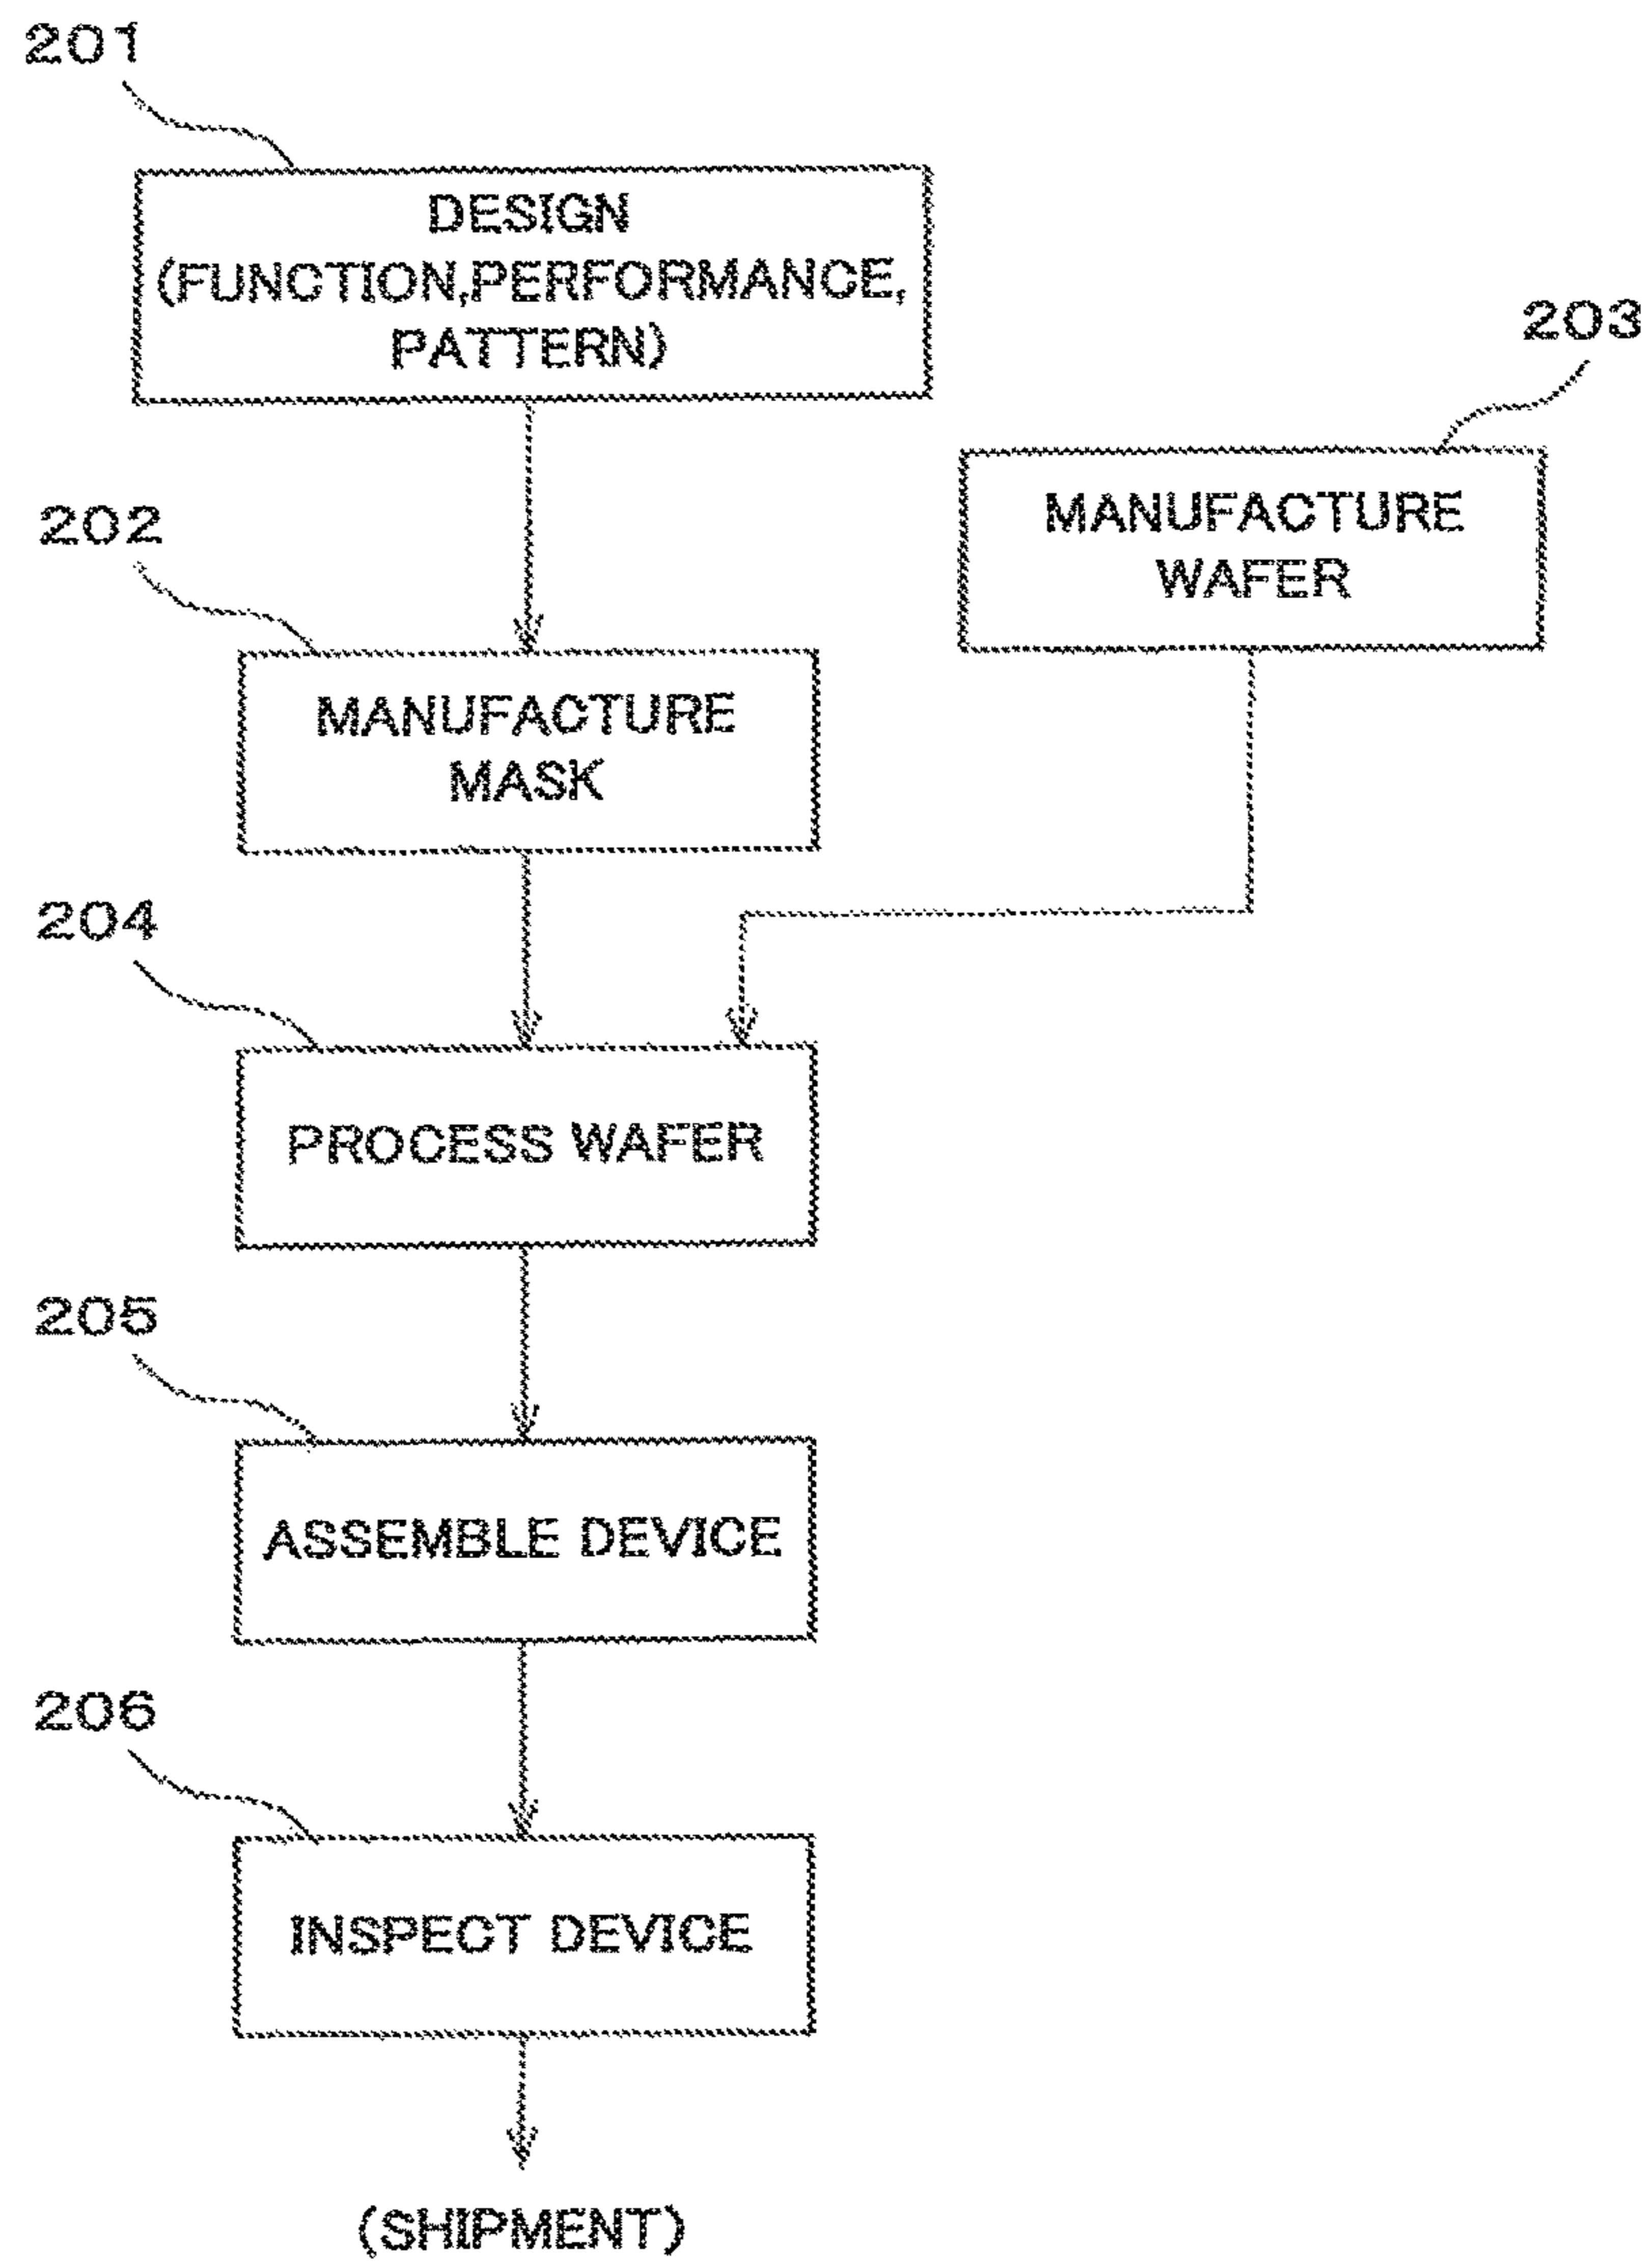 201
DESIGN
(FUNCTION,PERFORMANCE,
PATTERN)
203
MANUFACTURE
WAFER
202
MANUFACTURE
MASK
204
PROCESS WAFER
205
ASSEMBLE DEVICE
206
INSPECT DEVICE
(SHIPMENT)